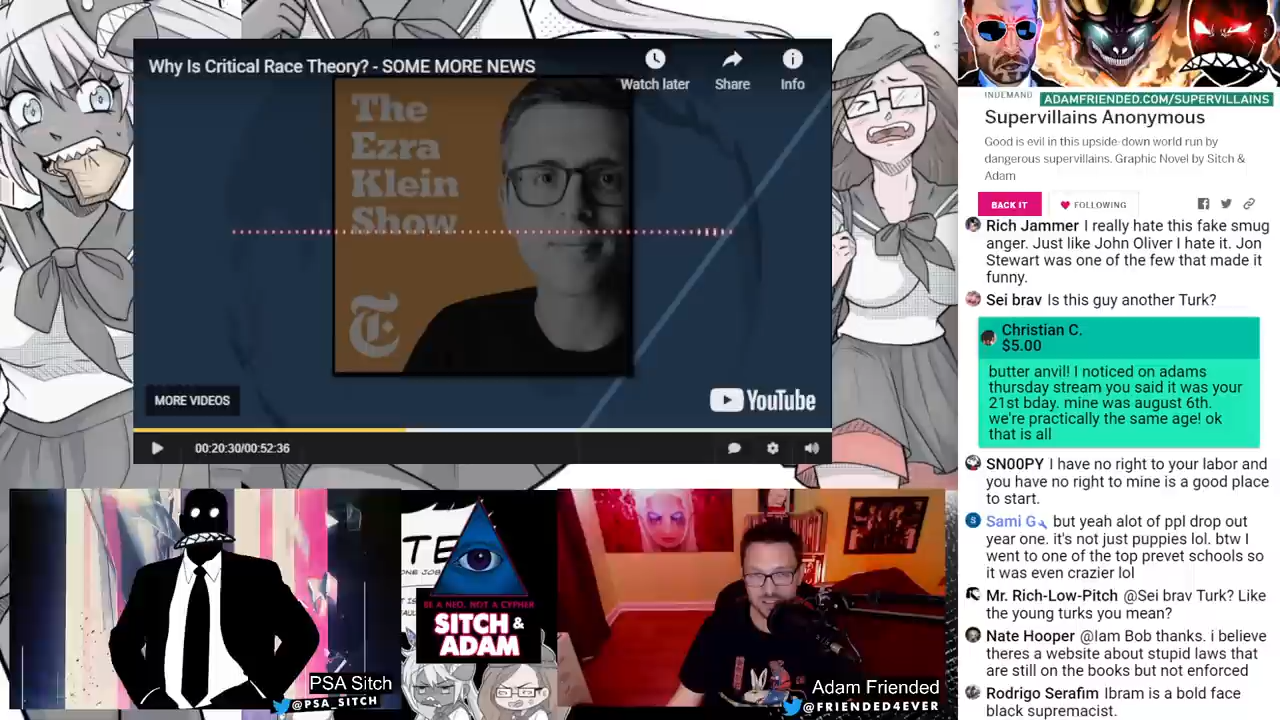 Why Is Critical Race Theory? - SOME MORE NEWS
Watch later
Share
Info
The
Ezra
Klein
Show
MORE VIDEOS
YouTube
00:20:30/00:52:36
PSA Sitch
@PSA_SITCH
BE A NEO, NOT A CYPHER
SITCH &
ADAM
Adam Friended
@FRIENDED4EVER
INDEMAND
ADAMFRIENDED.COM/SUPERVILLAINS
Supervillains Anonymous
Good is evil in this upside-down world run by
dangerous supervillains. Graphic Novel by Sitch &
Adam
BACK IT
FOLLOWING
Rich Jammer I really hate this fake smug
anger. Just like John Oliver I hate it. Jon
Stewart was one of the few that made it
funny.
Sei brav Is this guy another Turk?
Christian C.
$5.00
butter anvil! I noticed on adams
thursday stream you said it was your
21st bday. mine was august 6th.
we're practically the same age! ok
that is all
SN00PY I have no right to your labor and
you have no right to mine is a good place
to start.
Sami G but yeah alot of ppl drop out
year one. it's not just puppies lol. btw I
went to one of the top prevet schools so
it was even crazier lol
Mr. Rich-Low-Pitch @Sei brav Turk? Like
the young turks you mean?
Nate Hooper @Iam Bob thanks. i believe
theres a website about stupid laws that
are still on the books but not enforced
Rodrigo Serafim Ibram is a bold face
black supremacist.